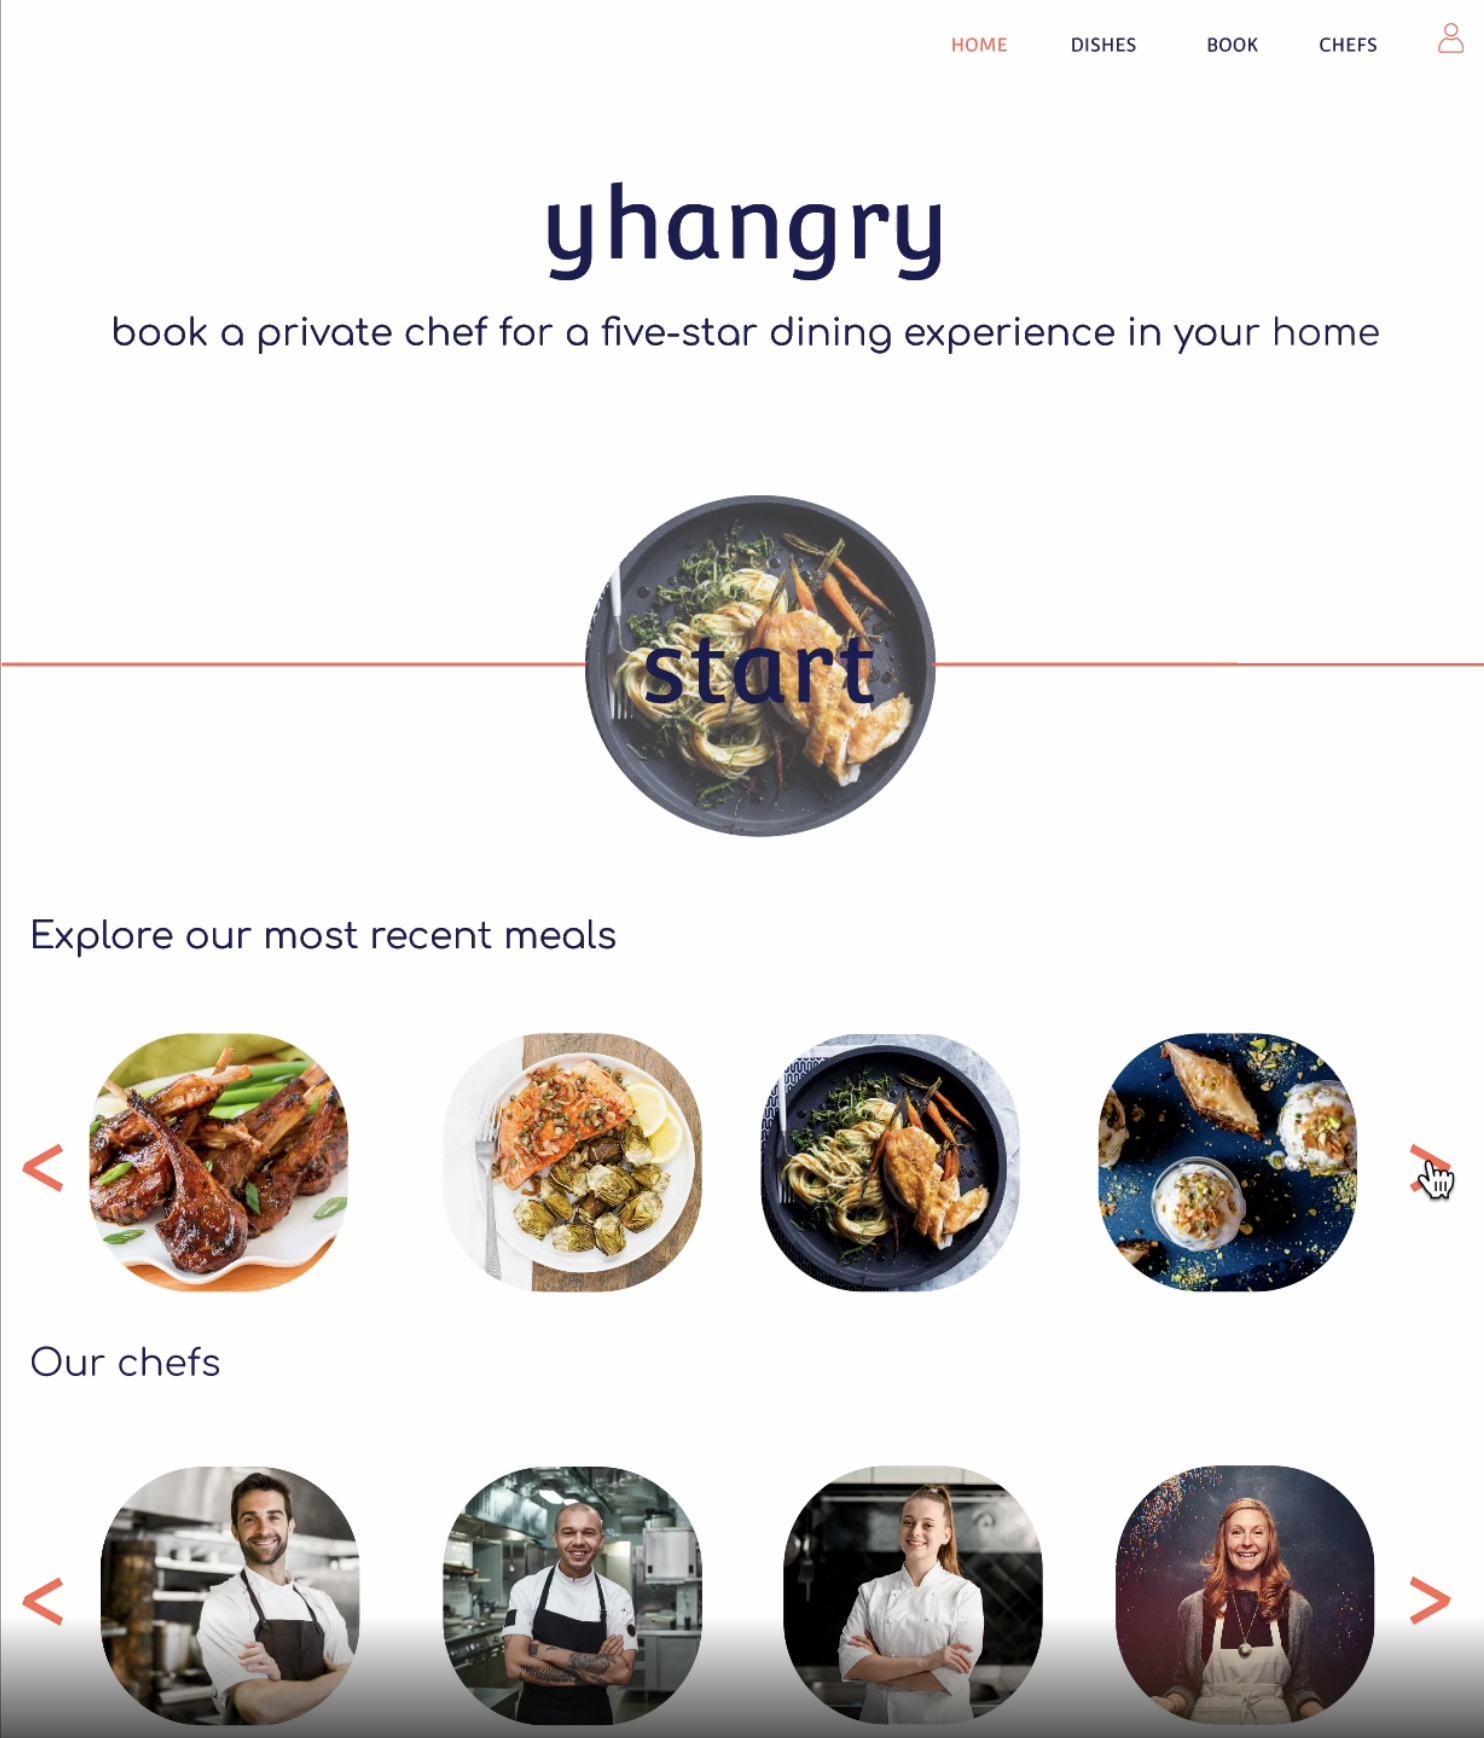 HOME DISHES BOOK CHEFS
yhangry
book a private chef for a five-star dining experience in your home
start
Explore our most recent meals
< >
Our chefs
< >